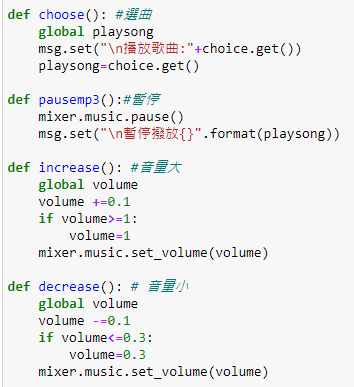 def choose(): #選曲
    global playsong
    msg.set("\n播放歌曲:"+choice.get())
    playsong=choice.get()

def pausemp3():#暫停
    mixer.music.pause()
    msg.set("\n暫停撥放{}".format(playsong))

def increase(): #音量大
    global volume
    volume +=0.1
    if volume>=1:
        volume=1
    mixer.music.set_volume(volume)

def decrease(): # 音量小
    global volume
    volume -=0.1
    if volume<=0.3:
        volume=0.3
    mixer.music.set_volume(volume)